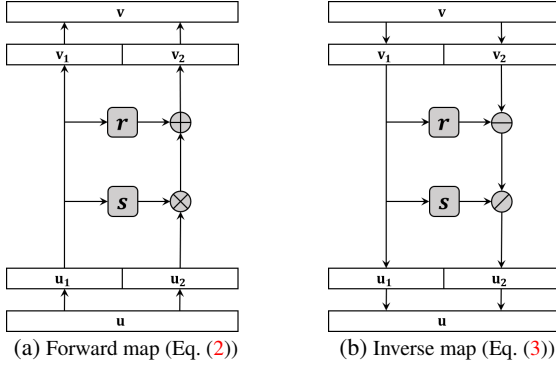 v
v
v₁ v₂
v₁ v₂
r
r
s
s
u₁ u₂
u₁ u₂
u
u
(a) Forward map (Eq. (2))
(b) Inverse map (Eq. (3))